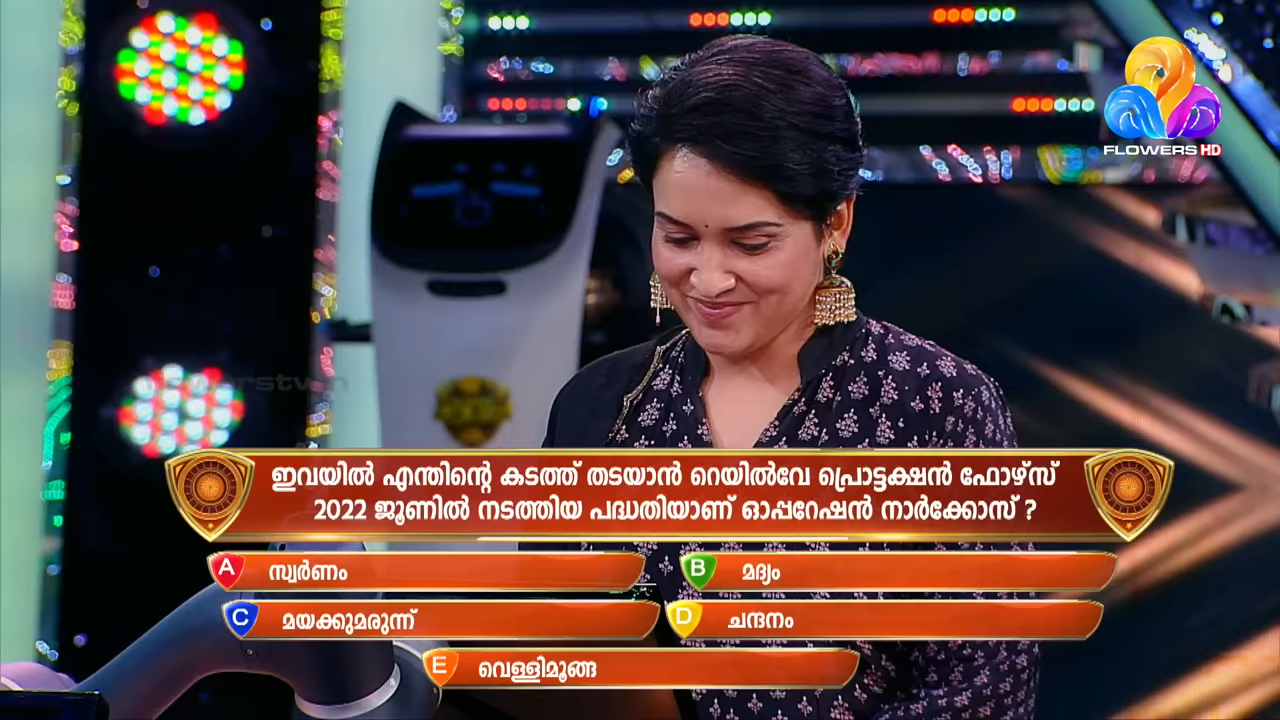 FLOWERS HD
ഇവയിൽ എന്തിന്റെ കടത്ത് തടയാൻ റെയിൽവേ പ്രൊട്ടക്ഷൻ ഫോഴ്സ്
2022 ജൂണിൽ നടത്തിയ പദ്ധതിയാണ് ഓപ്പറേഷൻ നാർക്കോസ് ?
A സ്വർണം
B മദ്യം
C മയക്കുമരുന്ന്
D ചന്ദനം
E വെള്ളിമൂങ്ങ